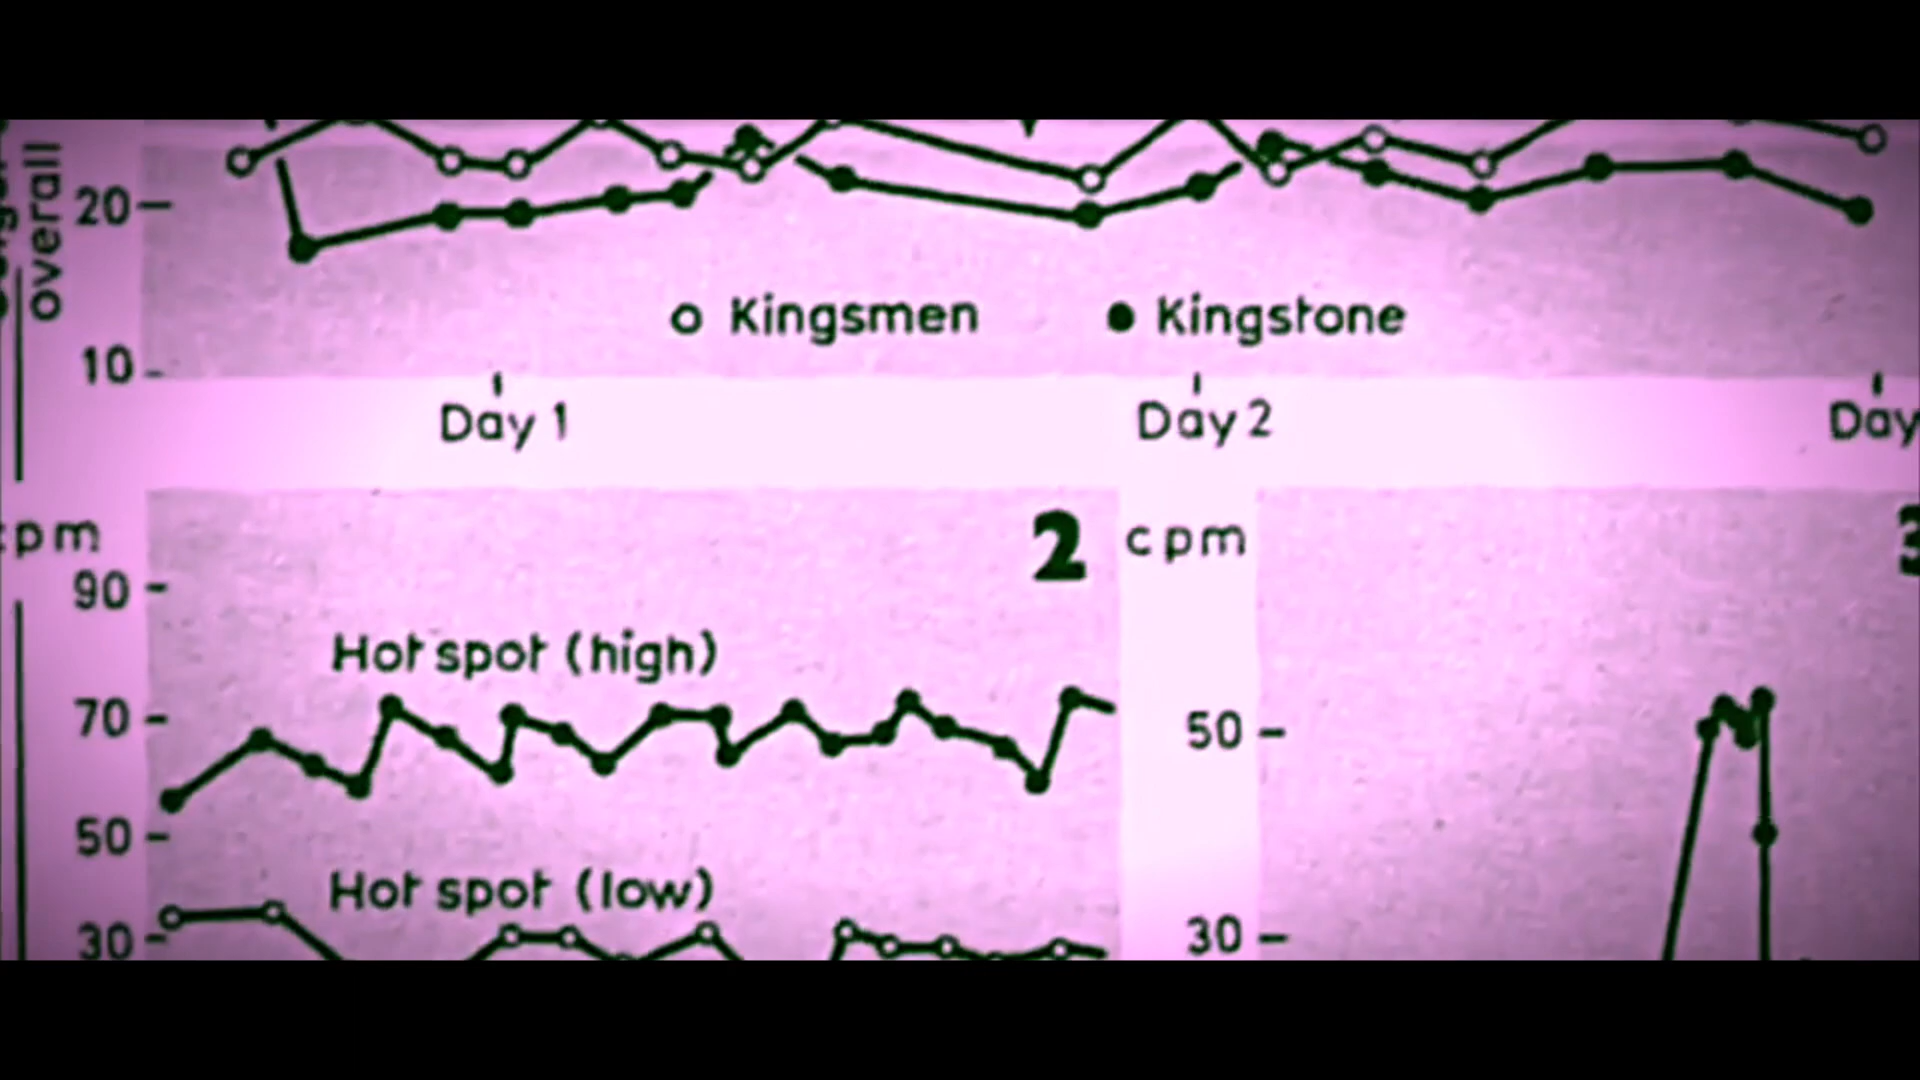 overall
20
Kingsmen
Kingstone
10
Day 1
Day 2
Day
2
cpm
cpm
90
Hot spot (high)
70
50
50
Hot spot (low)
30
30